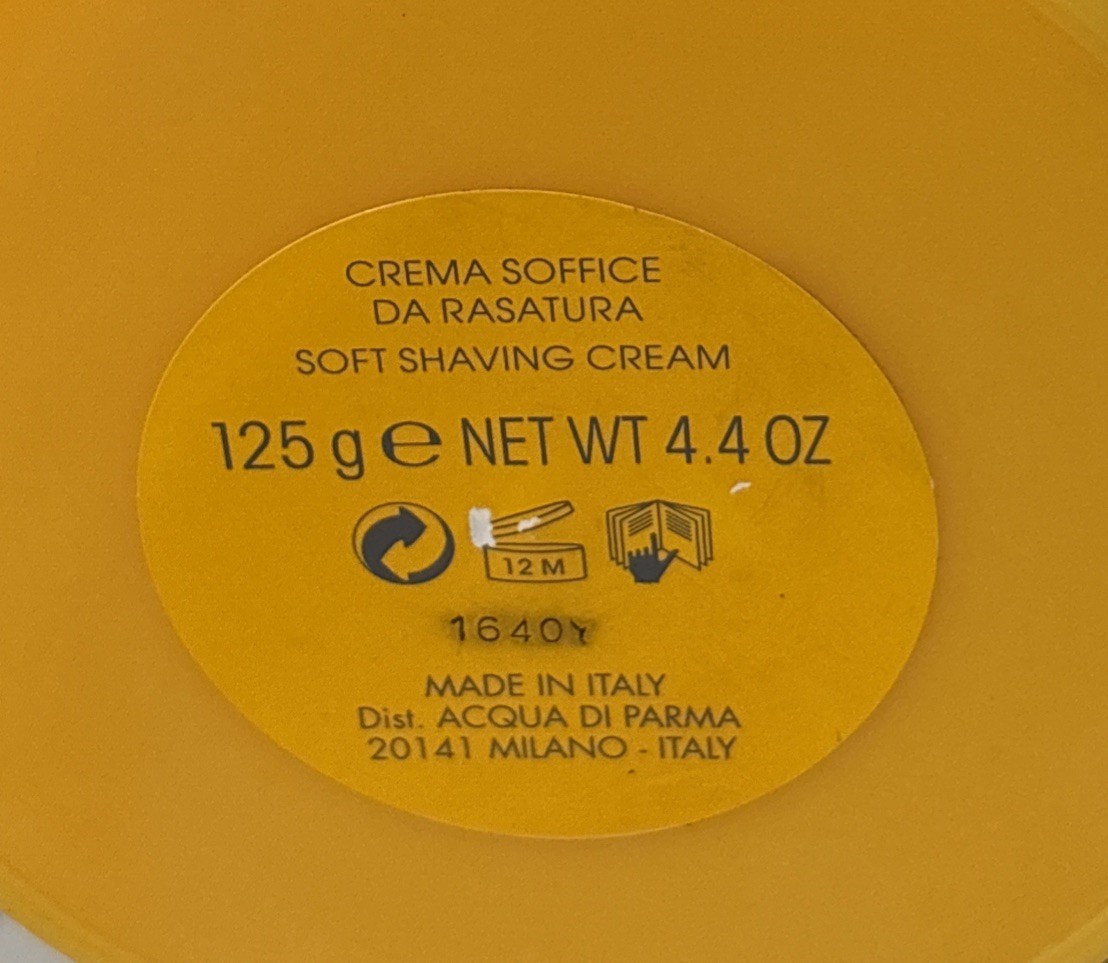 CREMA SOFFICE
DA RASATURA
SOFT SHAVING CREAM
125 g e NET WT 4.4 OZ
12 M
1640Y
MADE IN ITALY
Dist. ACQUA DI PARMA
20141 MILANO - ITALY